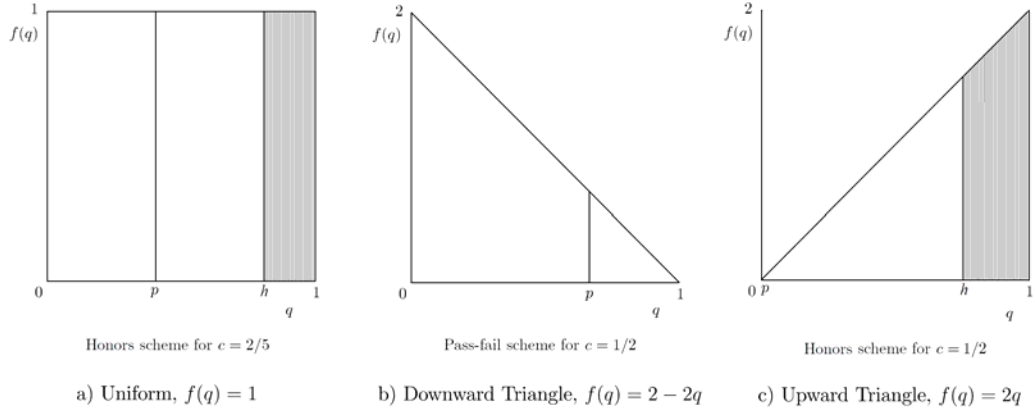 1
f(q)
0
p
h
1
q
Honors scheme for c = 2/5
a) Uniform, f(q) = 1
2
f(q)
0
p
1
q
Pass-fail scheme for c = 1/2
b) Downward Triangle, f(q) = 2 − 2q
2
f(q)
0
p
h
1
q
Honors scheme for c = 1/2
c) Upward Triangle, f(q) = 2q